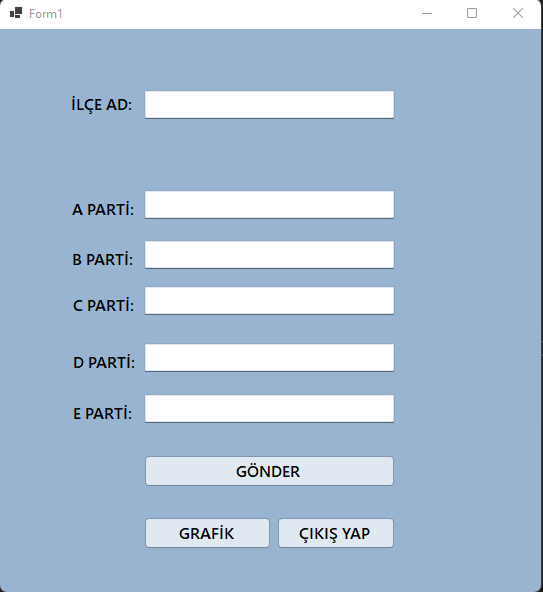 Form1
İLÇE AD:
A PARTİ:
B PARTİ:
C PARTİ:
D PARTİ:
E PARTİ:
GÖNDER
GRAFİK
ÇIKIŞ YAP